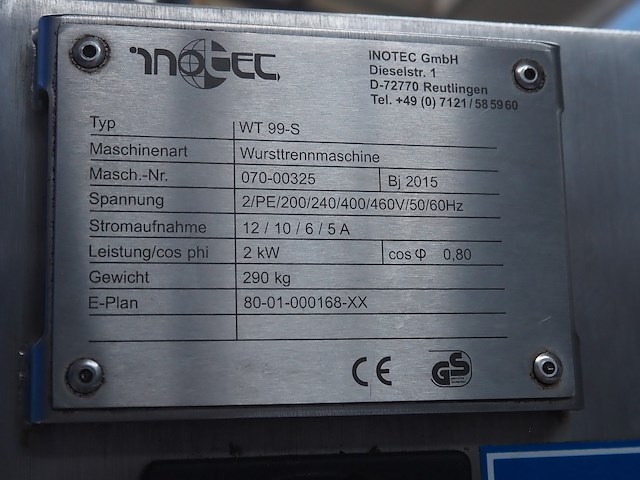 INOTEC
INOTEC GmbH
Dieselstr. 1
D-72770 Reutlingen
Tel. +49 (0) 7121 / 58 59 60
Typ WT 99-S
Maschinenart Wursttrennmaschine
Masch.-Nr. 070-00325 Bj 2015
Spannung 2/PE/200/240/400/460V/50/60Hz
Stromaufnahme 12 / 10 / 6 / 5 A
Leistung/cos phi 2 kW cos Φ 0,80
Gewicht 290 kg
E-Plan 80-01-000168-XX
CE GS